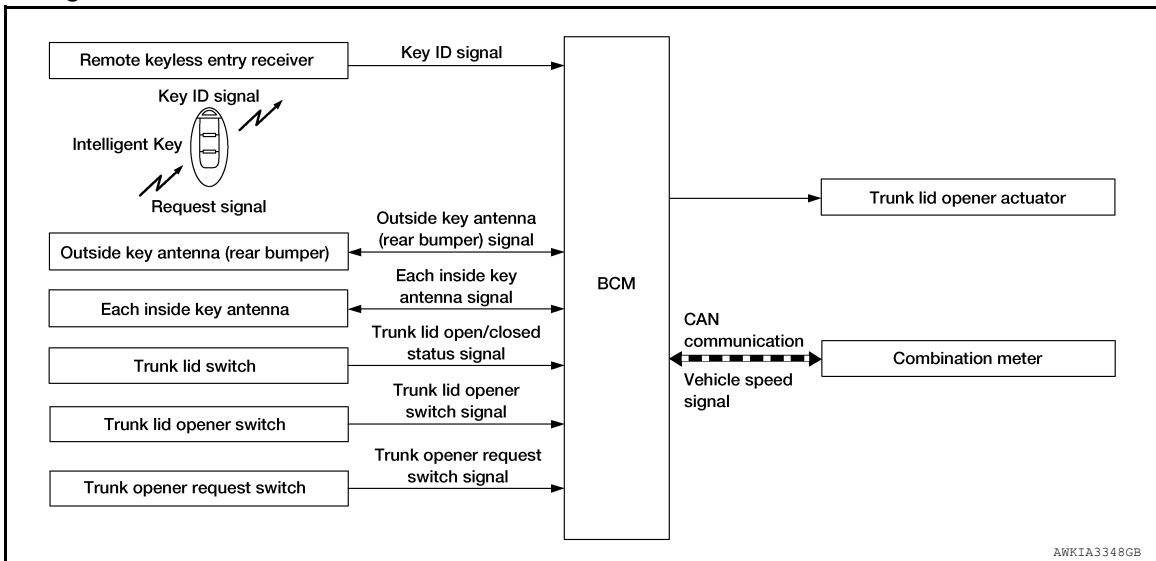 Remote keyless entry receiver
Key ID signal
Key ID signal
Intelligent Key
Request signal
Outside key antenna
(rear bumper) signal
Outside key antenna (rear bumper)
Each inside key
antenna signal
Each inside key antenna
Trunk lid open/closed
status signal
Trunk lid switch
Trunk lid opener
switch signal
Trunk lid opener switch
Trunk opener request
switch signal
Trunk opener request switch
BCM
Trunk lid opener actuator
CAN
communication
Vehicle speed
signal
Combination meter
AWKIA3348GB